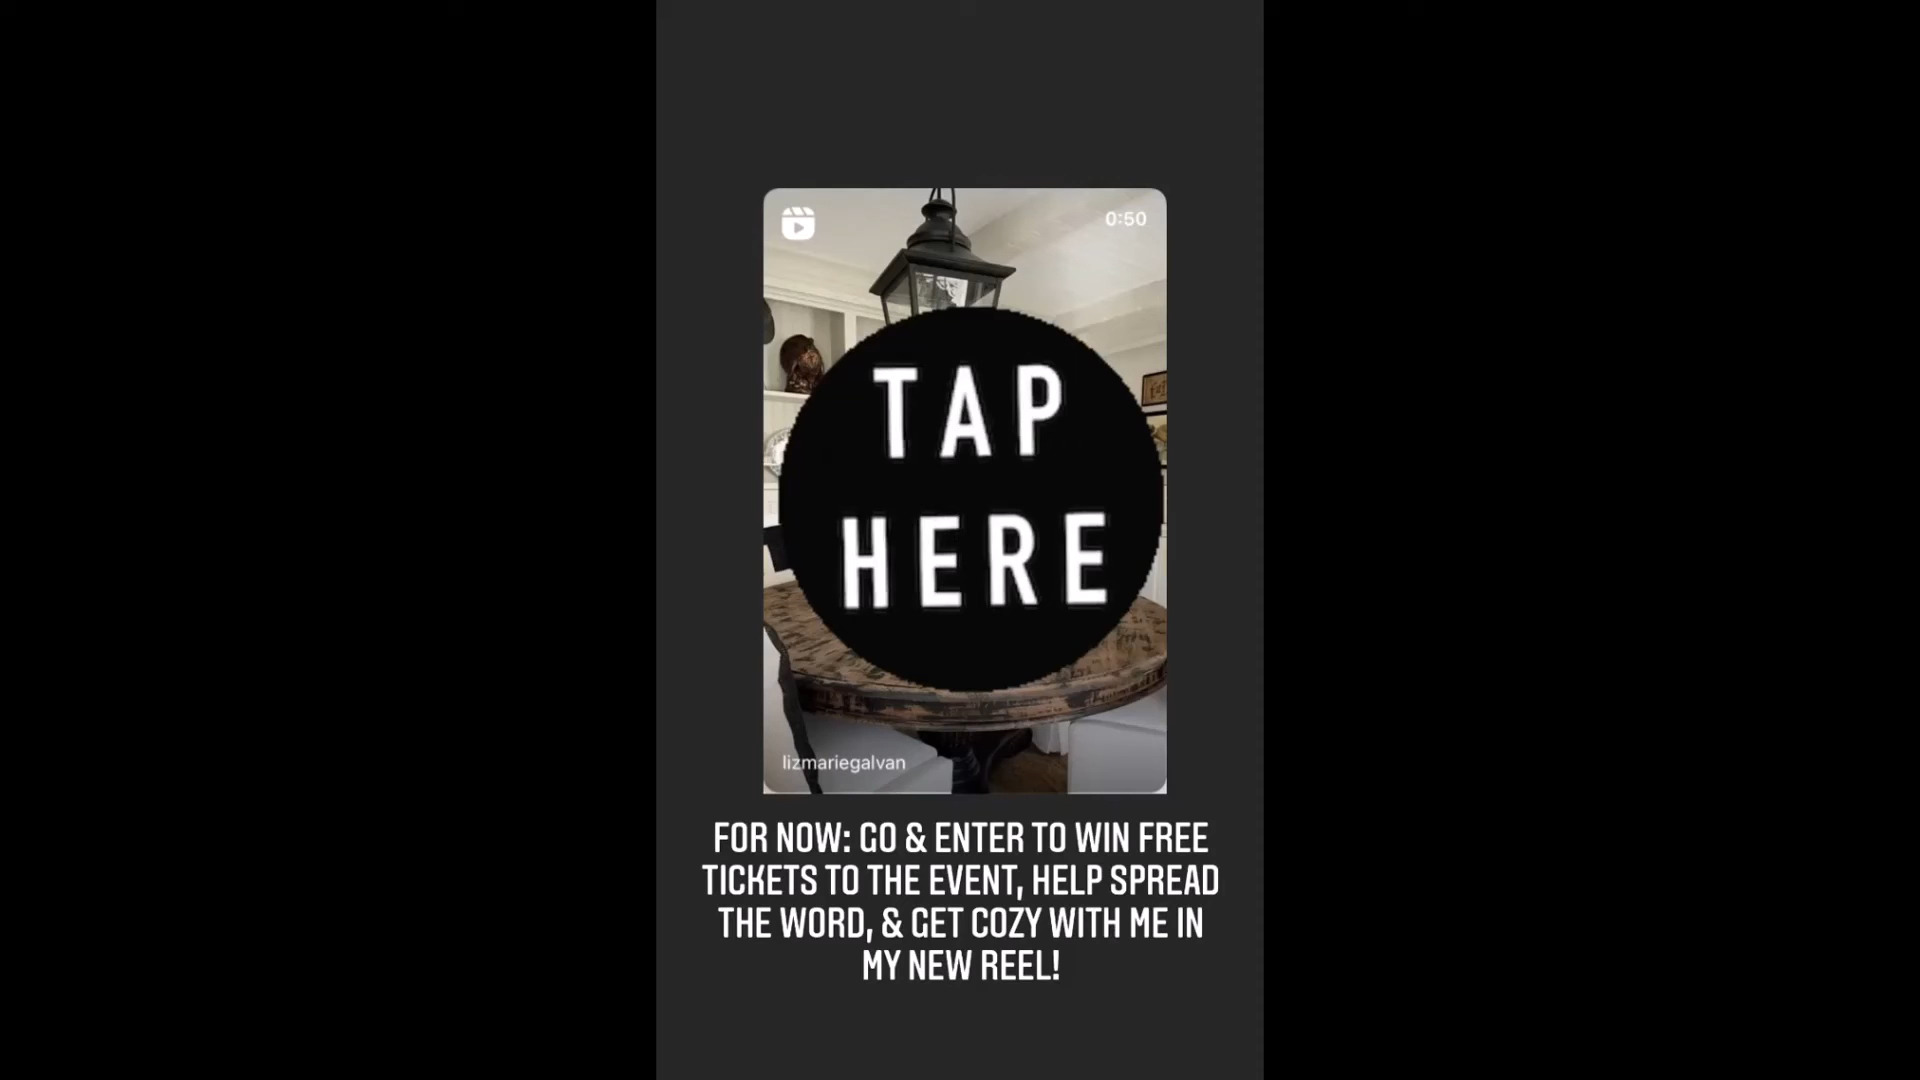 0:50
TAP
HERE
lizmariegalvan
FOR NOW: GO & ENTER TO WIN FREE
TICKETS TO THE EVENT, HELP SPREAD
THE WORD, & GET COZY WITH ME IN
MY NEW REEL!